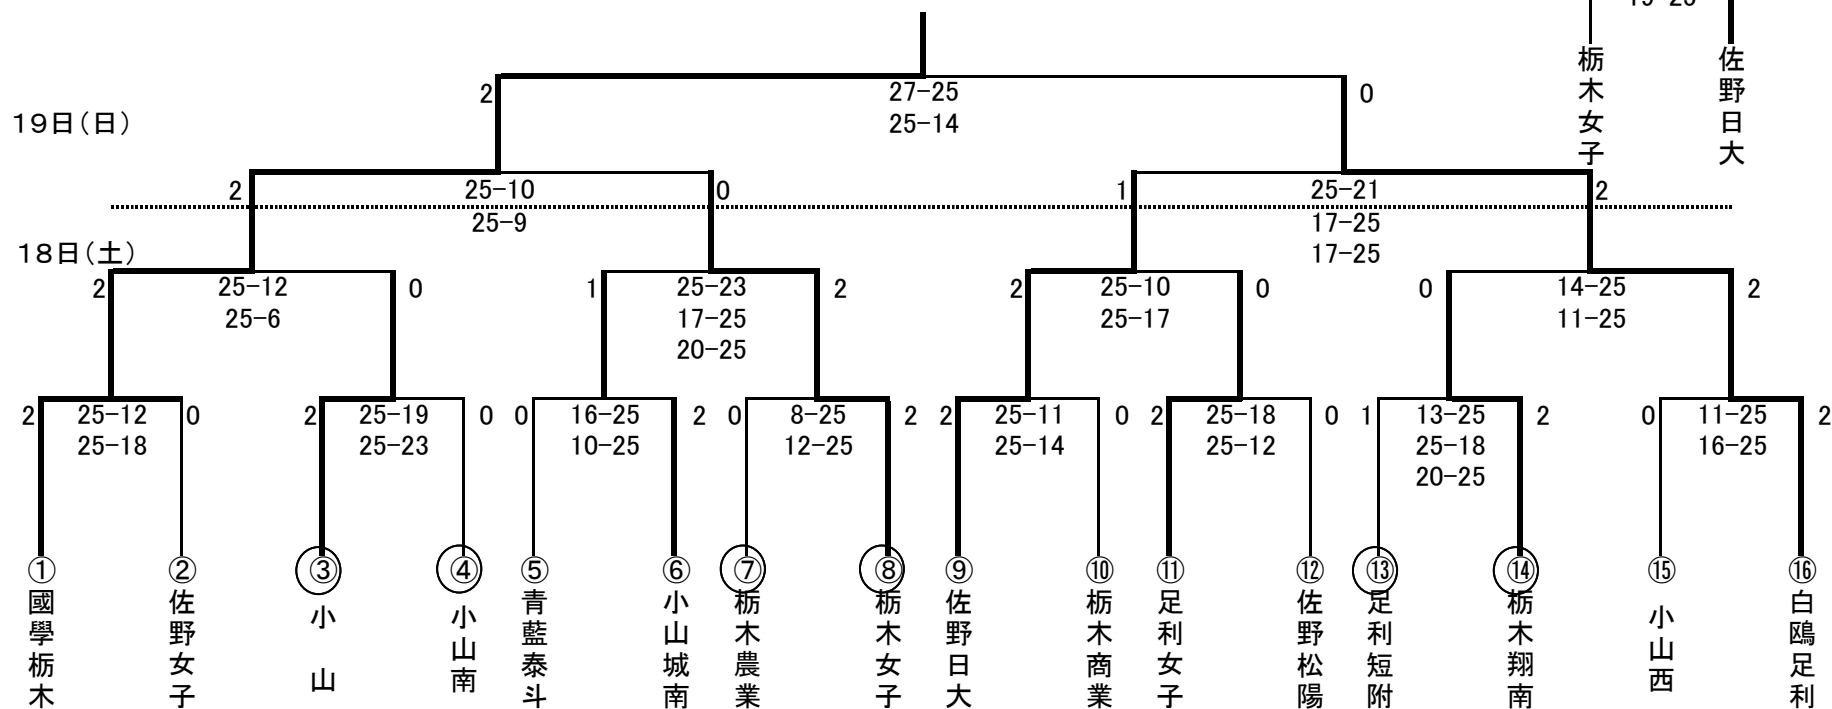 栃木女子
佐野日大
2 27-25 0
25-14
19日(日)
2 25-10 0 1 25-21 2
25-9 17-25
17-25
18日(土)
2 25-12 0 1 25-23 2 2 25-10 0 0 14-25 2
25-6 17-25 25-17 11-25
20-25
2 25-12 0 2 25-19 0 0 16-25 2 0 8-25 2 2 25-11 0 2 25-18 0 1 13-25 2 0 11-25 2
25-18 25-23 10-25 12-25 25-14 25-12 25-18 16-25
20-25
① ② ③ ④ ⑤ ⑥ ⑦ ⑧ ⑨ ⑩ ⑪ ⑫ ⑬ ⑭ ⑮ ⑯
國學栃木
佐野女子
小山
小山南
青藍泰斗
小山城南
栃木農業
栃木女子
佐野日大
栃木商業
足利女子
佐野松陽
足利短附
栃木翔南
小山西
白鴎足利